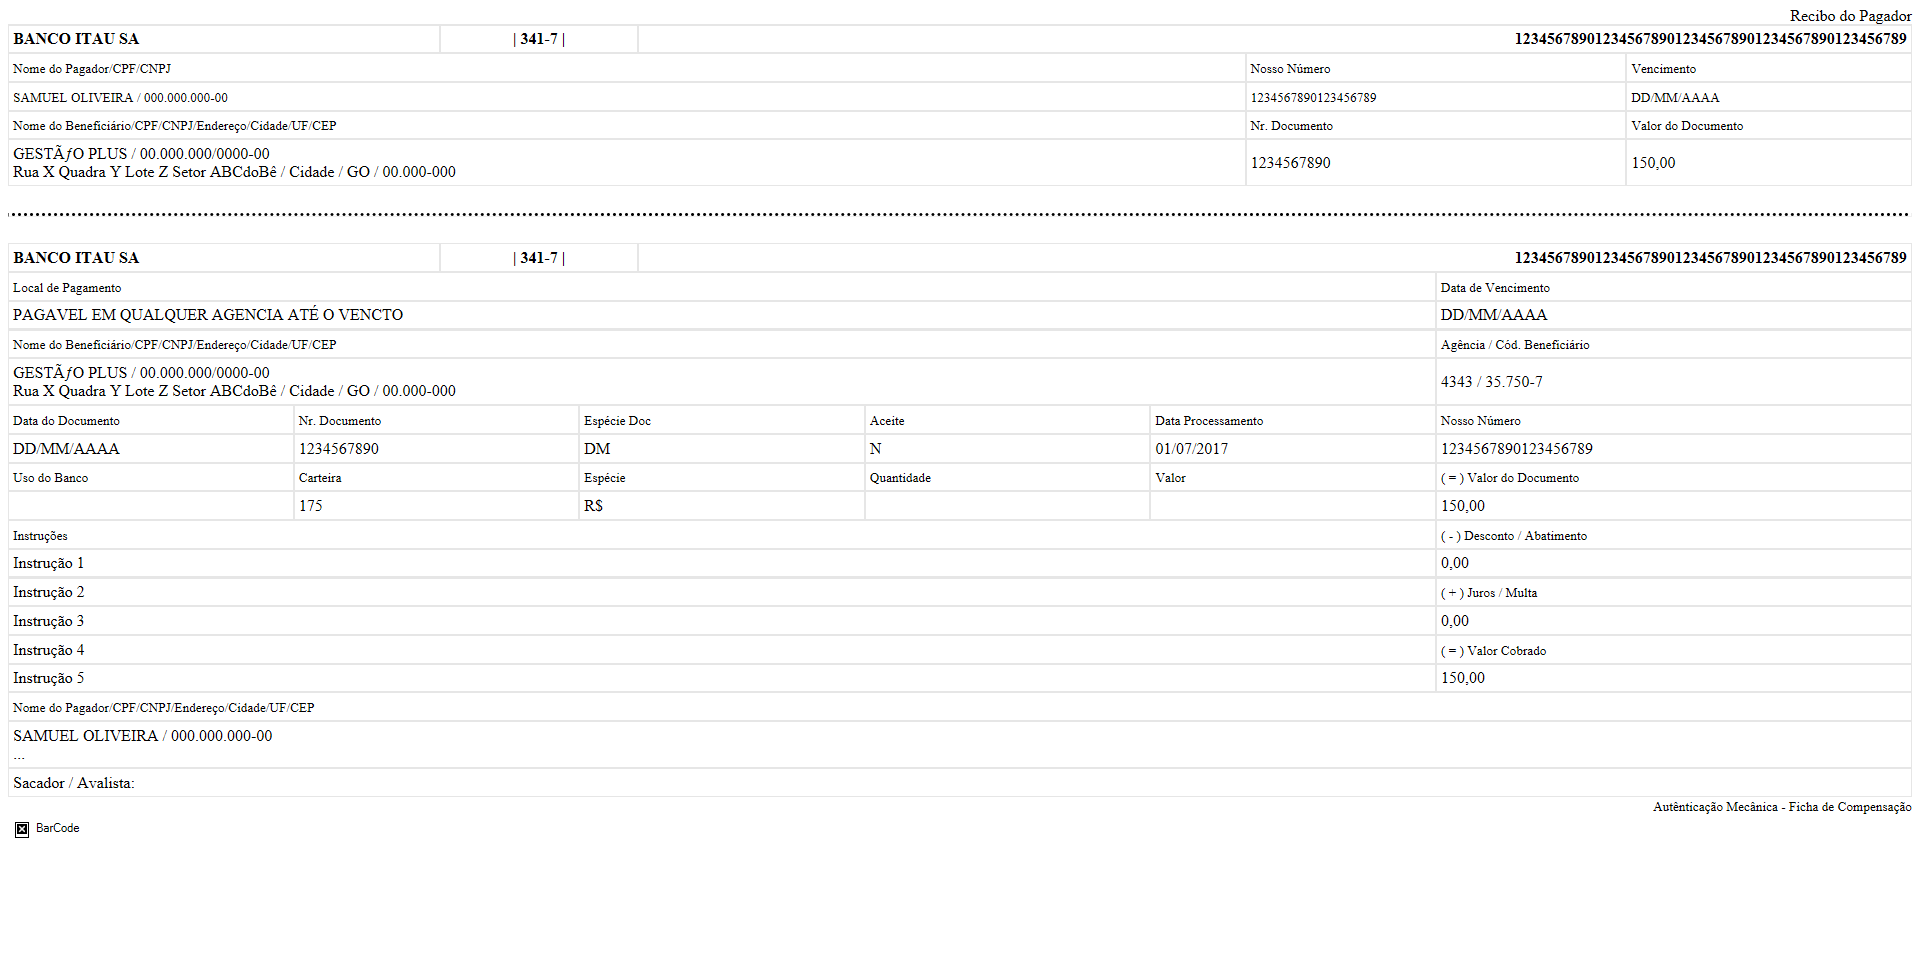 Recibo do Pagador
BANCO ITAU SA | 341-7 | 12345678901234567890123456789012345678901234567​89
Nome do Pagador/CPF/CNPJ Nosso Número Vencimento
SAMUEL OLIVEIRA / 000.000.000-00 1234567890123456789 DD/MM/AAAA
Nome do Beneficiário/CPF/CNPJ/Endereço/Cidade/UF/CEP Nr. Documento Valor do Documento
GESTÃƒO PLUS / 00.000.000/0000-00
Rua X Quadra Y Lote Z Setor ABCdoBê / Cidade / GO / 00.000-000
1234567890 150,00
BANCO ITAU SA | 341-7 | 1234567890123456789012345678901234567890123456789
Local de Pagamento Data de Vencimento
PAGAVEL EM QUALQUER AGENCIA ATÉ O VENCTO DD/MM/AAAA
Nome do Beneficiário/CPF/CNPJ/Endereço/Cidade/UF/CEP Agência / Cód. Beneficiário
GESTÃƒO PLUS / 00.000.000/0000-00
Rua X Quadra Y Lote Z Setor ABCdoBê / Cidade / GO / 00.000-000
4343 / 35.750-7
Data do Documento Nr. Documento Espécie Doc Aceite Data Processamento Nosso Número
DD/MM/AAAA 1234567890 DM N 01/07/2017 1234567890123456789
Uso do Banco Carteira Espécie Quantidade Valor ( = ) Valor do Documento
175 R$ 150,00
Instruções ( - ) Desconto / Abatimento
Instrução 1 0,00
Instrução 2 ( + ) Juros / Multa
Instrução 3 0,00
Instrução 4 ( = ) Valor Cobrado
Instrução 5 150,00
Nome do Pagador/CPF/CNPJ/Endereço/Cidade/UF/CEP
SAMUEL OLIVEIRA / 000.000.000-00
...
Sacador / Avalista:
Autênticação Mecânica - Ficha de Compensação
BarCode